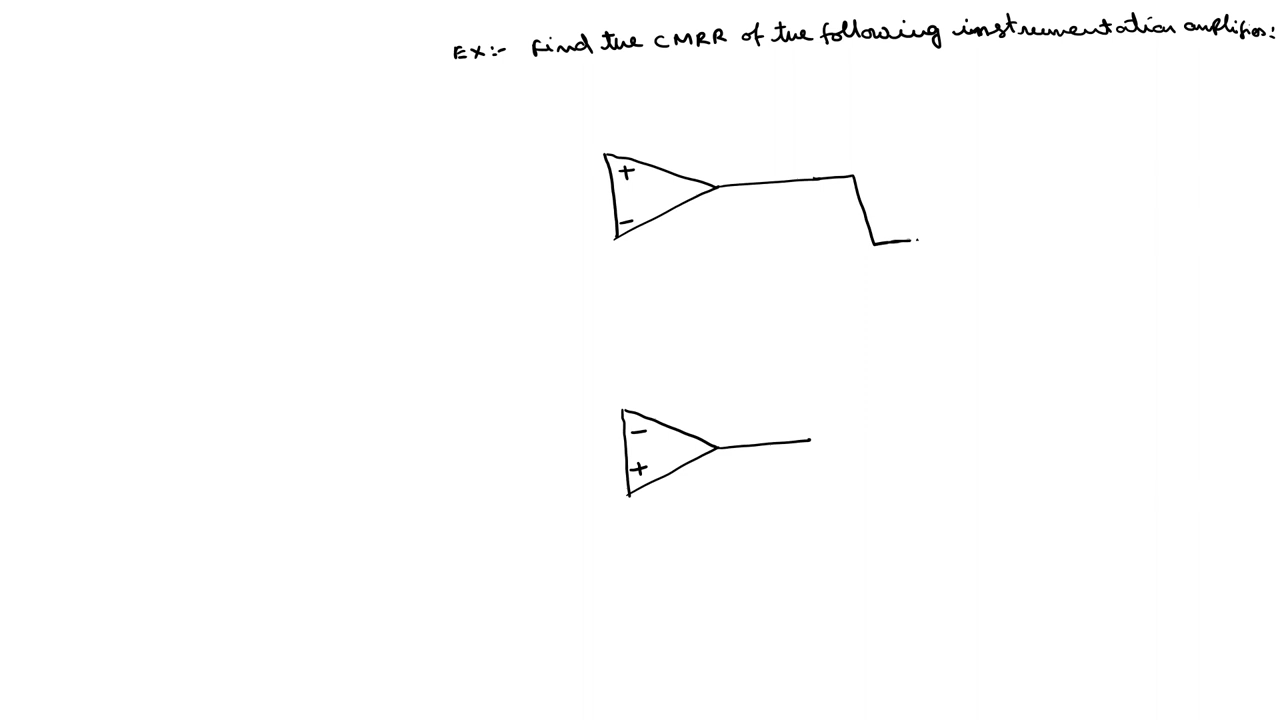 Ex:- Find the CMRR of the following instrumentation amplifier:
+
-
-
+